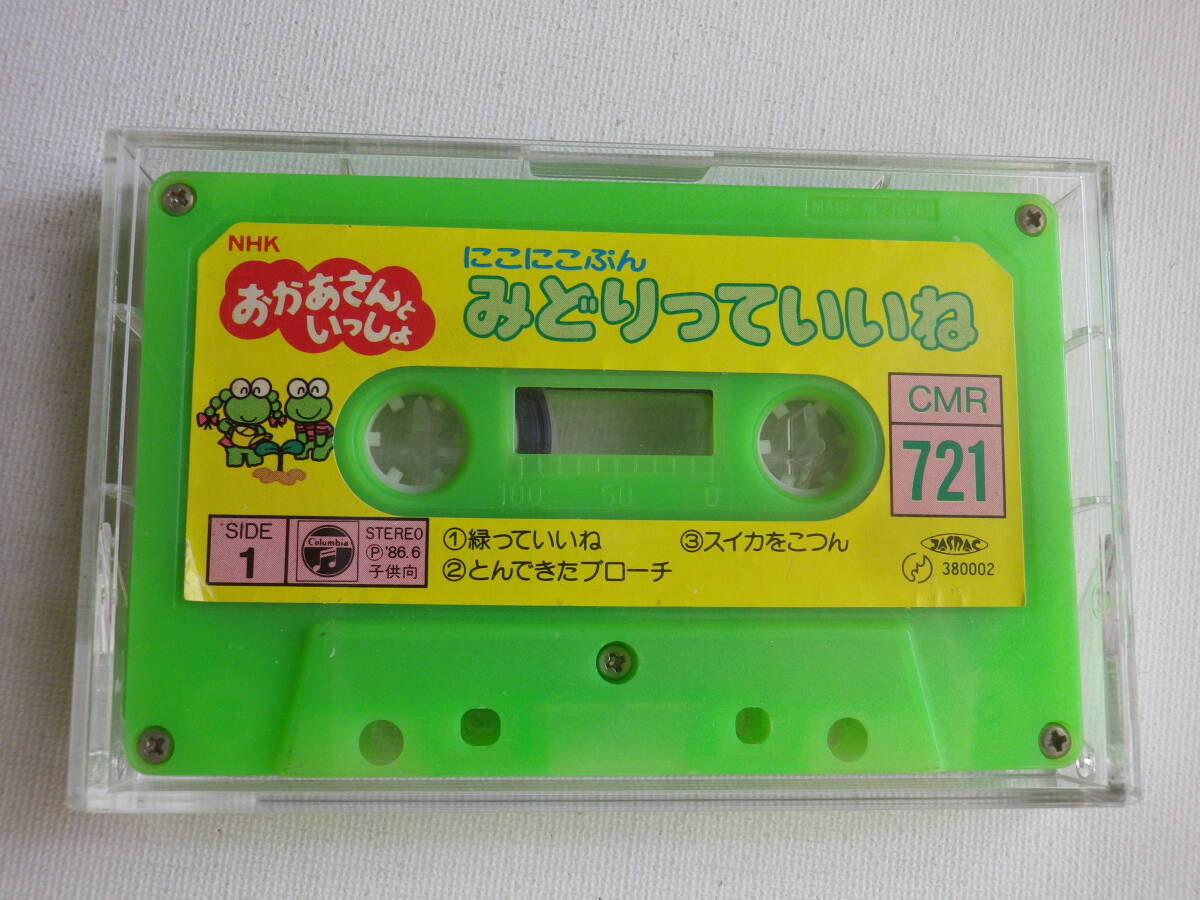 NHK
おかあさんと
いっしょ
にこにこぷん
みどりっていいね
CMR
721
100 50 0
SIDE
1
Columbia
STEREO
Ⓟ'86.6
子供向
①緑っていいね
②とんできたブローチ
③スイカをこつん
JASRAC
380002
MADE IN JAPAN